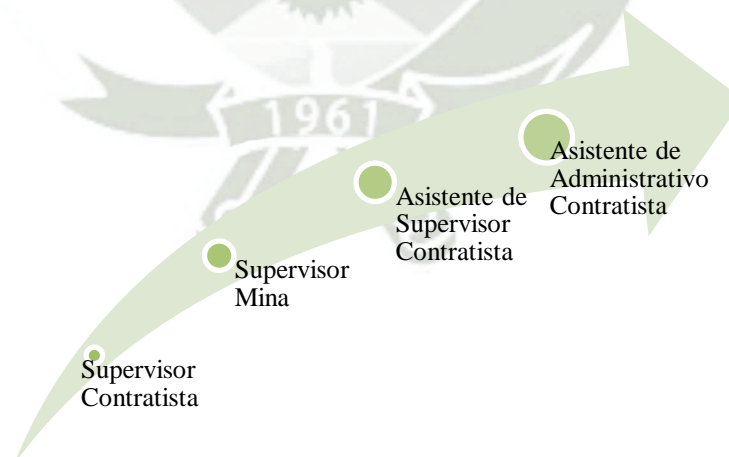 1961
Asistente de
Administrativo
Contratista
Asistente de
Supervisor
Contratista
Supervisor
Mina
Supervisor
Contratista